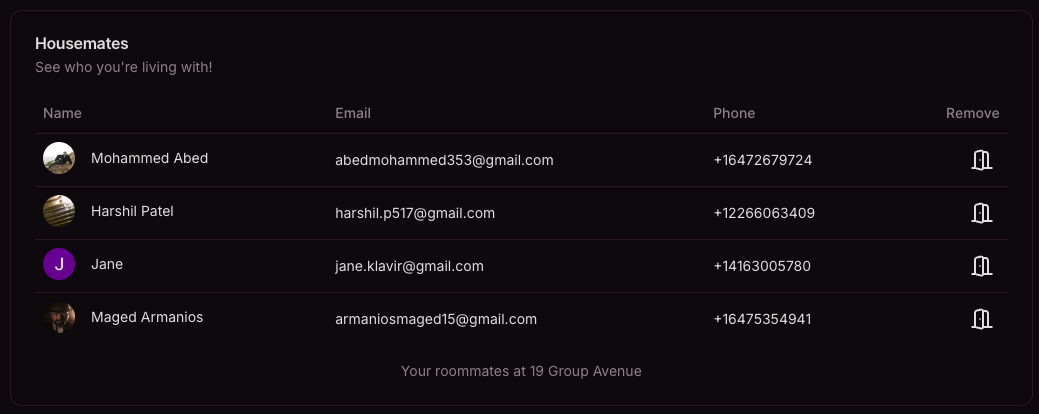 Housemates
See who you're living with!
Name Email Phone Remove
Mohammed Abed abedmohammed353@gmail.com +16472679724
Harshil Patel harshil.p517@gmail.com +12266063409
J Jane jane.klavir@gmail.com +14163005780
Maged Armanios armaniosmaged15@gmail.com +16475354941
Your roommates at 19 Group Avenue